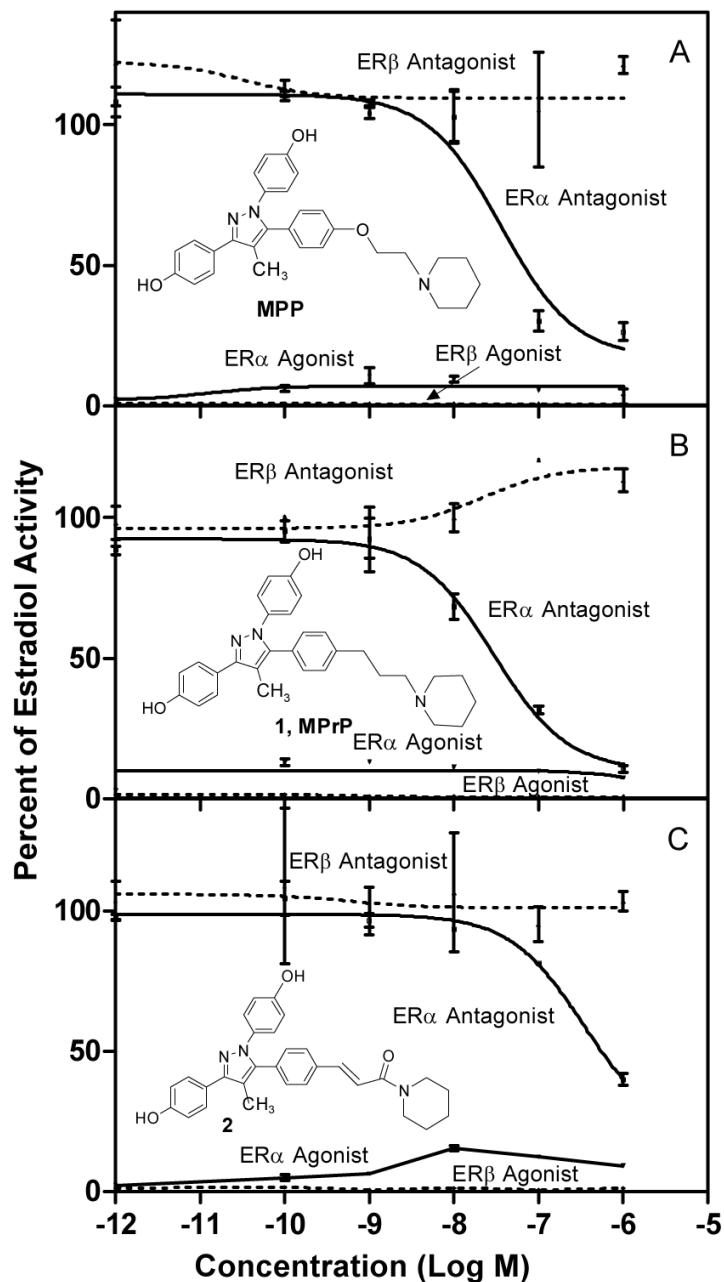 A
ERβ Antagonist
100
OH
N
N
ERα Antagonist
O
CH3
N
HO
50
MPP
ERα Agonist
ERβ Agonist
0
B
ERβ Antagonist
100
OH
ERα Antagonist
N
N
50
CH3
N
HO
1, MPrP
ERα Agonist
ERβ Agonist
0
C
ERβ Antagonist
100
OH
ERα Antagonist
N
N
O
50
CH3
N
HO
2
ERα Agonist
ERβ Agonist
0
Percent of Estradiol Activity
-12 -11 -10 -9 -8 -7 -6 -5
Concentration (Log M)